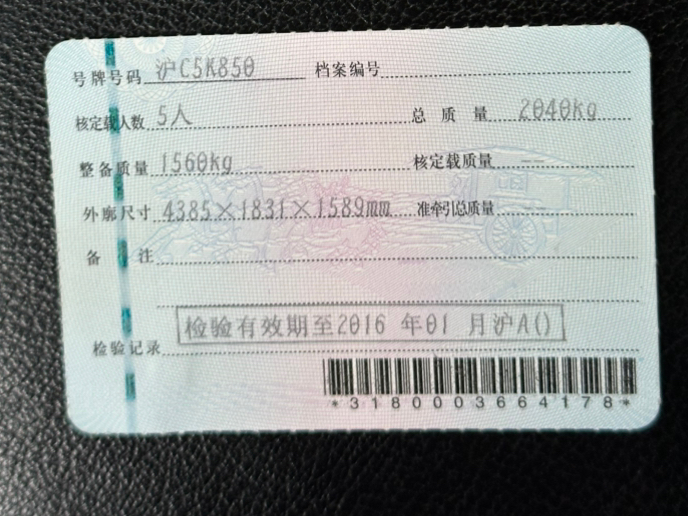 号牌号码 沪C5K850 档案编号
核定载人数 5人 总质量 2040kg
整备质量 1560kg 核定载质量 --
外廓尺寸 4385×1831×1589mm 准牵引总质量 --
备注
检验有效期至2016 年01 月沪A()
检验记录
*3180003664178*